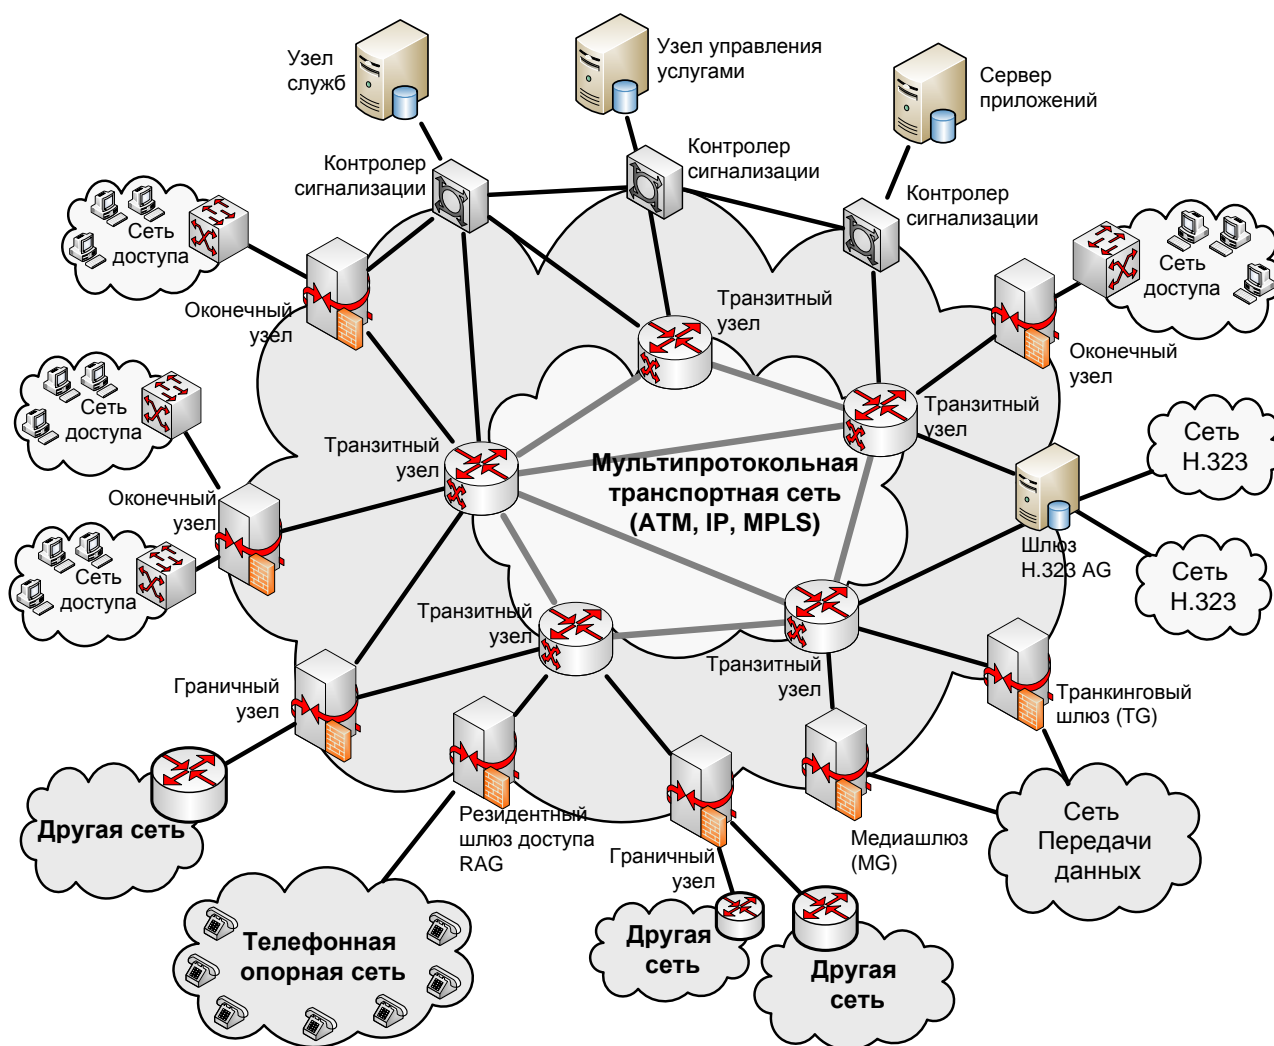 Узел
служб
Узел управления
услугами
Сервер
приложений
Контролер
сигнализации
Контролер
сигнализации
Контролер
сигнализации
Сеть
доступа
Сеть
доступа
Оконечный
узел
Транзитный
узел
Оконечный
узел
Сеть
доступа
Транзитный
узел
Транзитный
узел
Сеть
H.323
Мультипротокольная
транспортная сеть
(ATM, IP, MPLS)
Оконечный
узел
Шлюз
H.323 AG
Сеть
H.323
Сеть
доступа
Транзитный
узел
Транзитный
узел
Граничный
узел
Транкинговый
шлюз (TG)
Другая сеть
Резидентный
шлюз доступа
RAG
Граничный
узел
Медиашлюз
(MG)
Сеть
Передачи
данных
Телефонная
опорная сеть
Другая
сеть
Другая
сеть